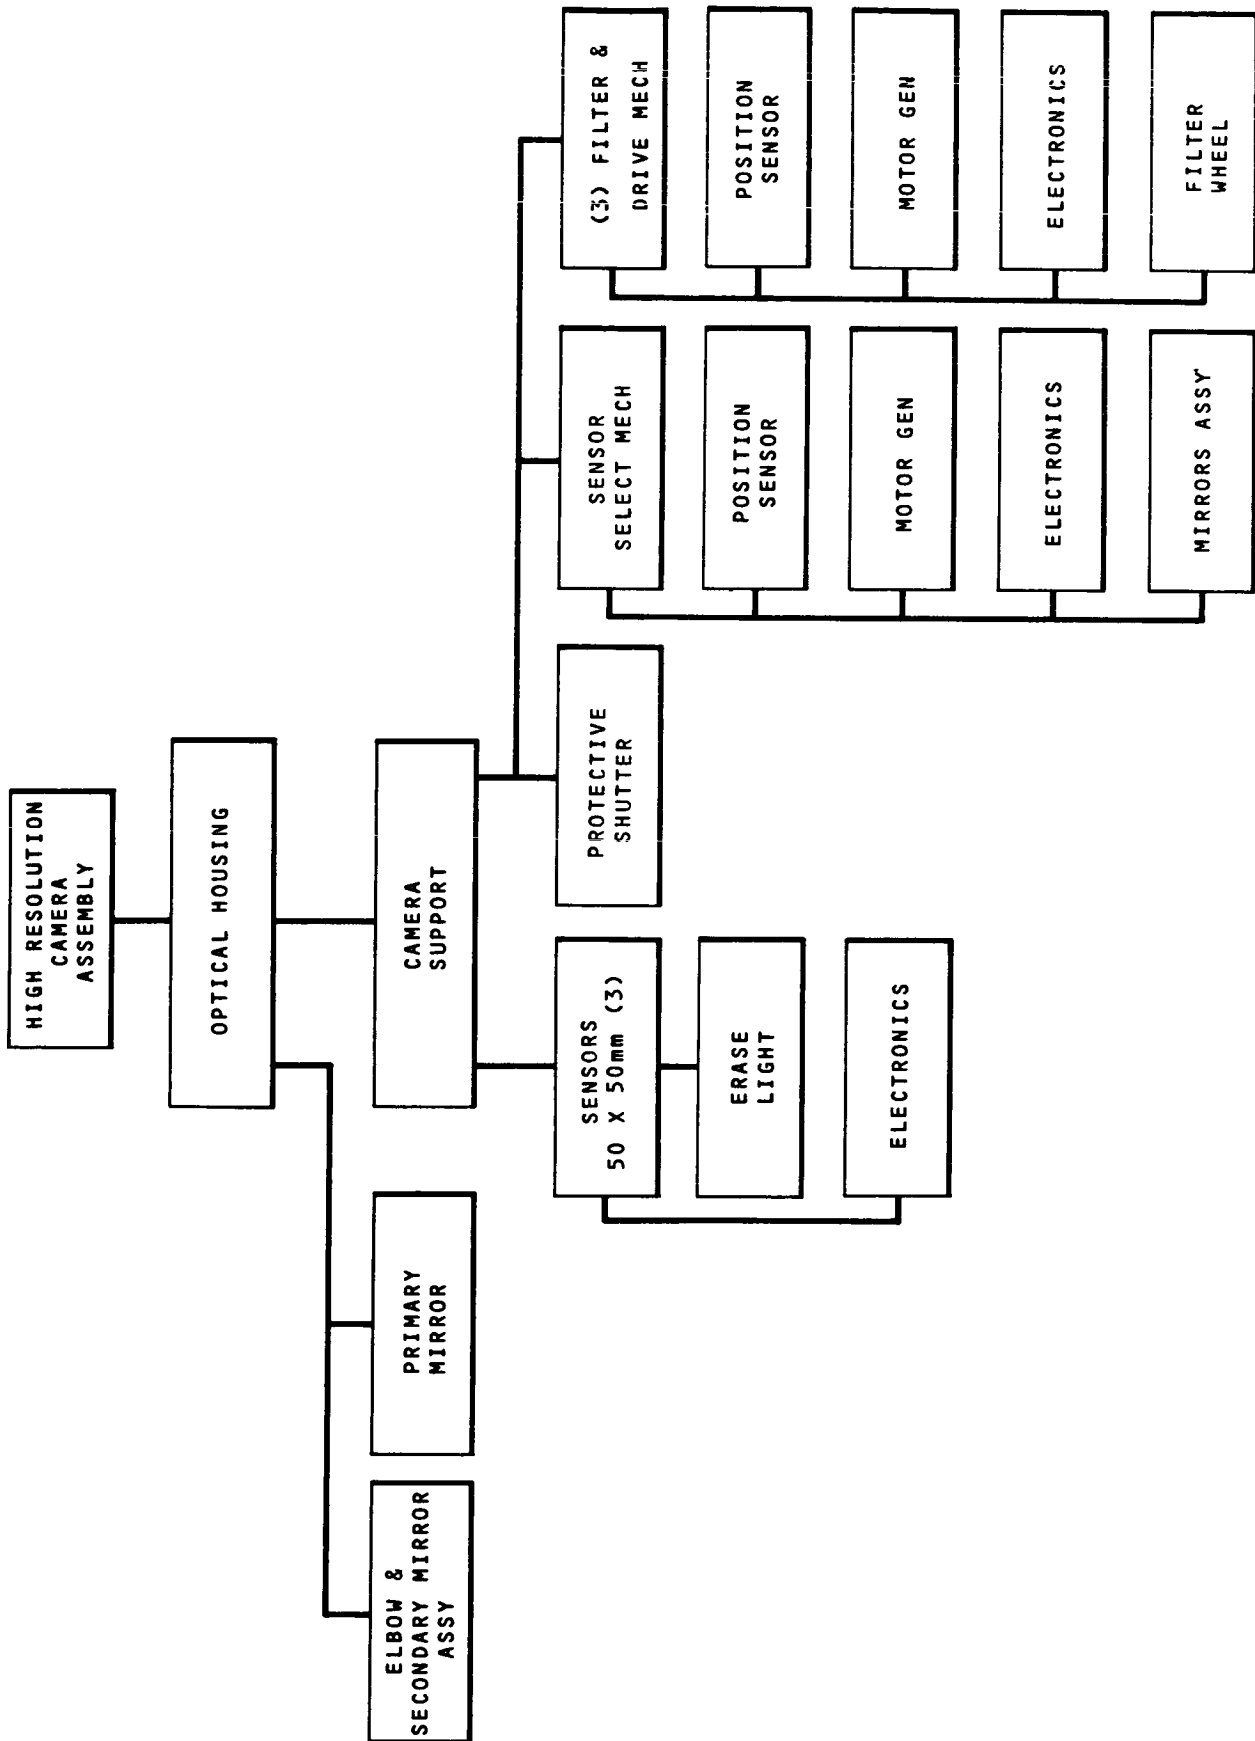 HIGH RESOLUTION
CAMERA
ASSEMBLY
OPTICAL HOUSING
ELBOW &
SECONDARY MIRROR
ASSY
PRIMARY
MIRROR
CAMERA
SUPPORT
SENSORS
50 X 50mm (3)
ERASE
LIGHT
ELECTRONICS
PROTECTIVE
SHUTTER
SENSOR
SELECT MECH
POSITION
SENSOR
MOTOR GEN
ELECTRONICS
MIRRORS ASSY
(3) FILTER &
DRIVE MECH
POSITION
SENSOR
MOTOR GEN
ELECTRONICS
FILTER
WHEEL